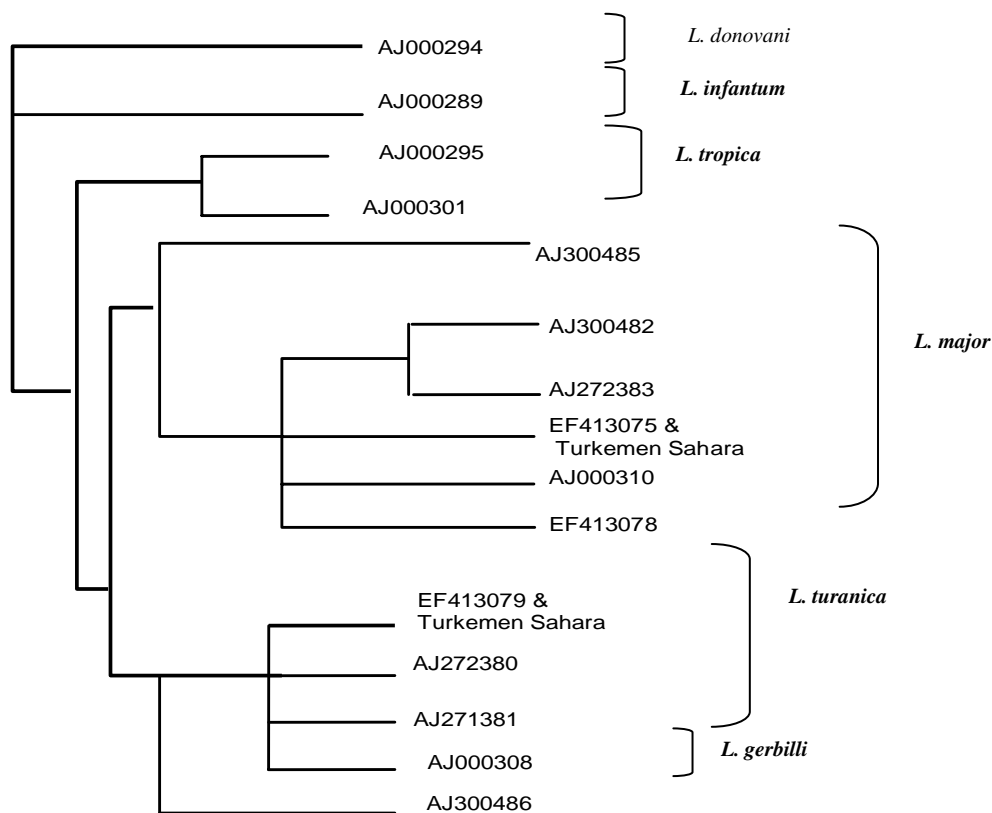 AJ000294
L. donovani
AJ000289
L. infantum
AJ000295
L. tropica
AJ000301
AJ300485
AJ300482
L. major
AJ272383
EF413075 &
Turkemen Sahara
AJ000310
EF413078
EF413079 &
Turkemen Sahara
L. turanica
AJ272380
AJ271381
L. gerbilli
AJ000308
AJ300486